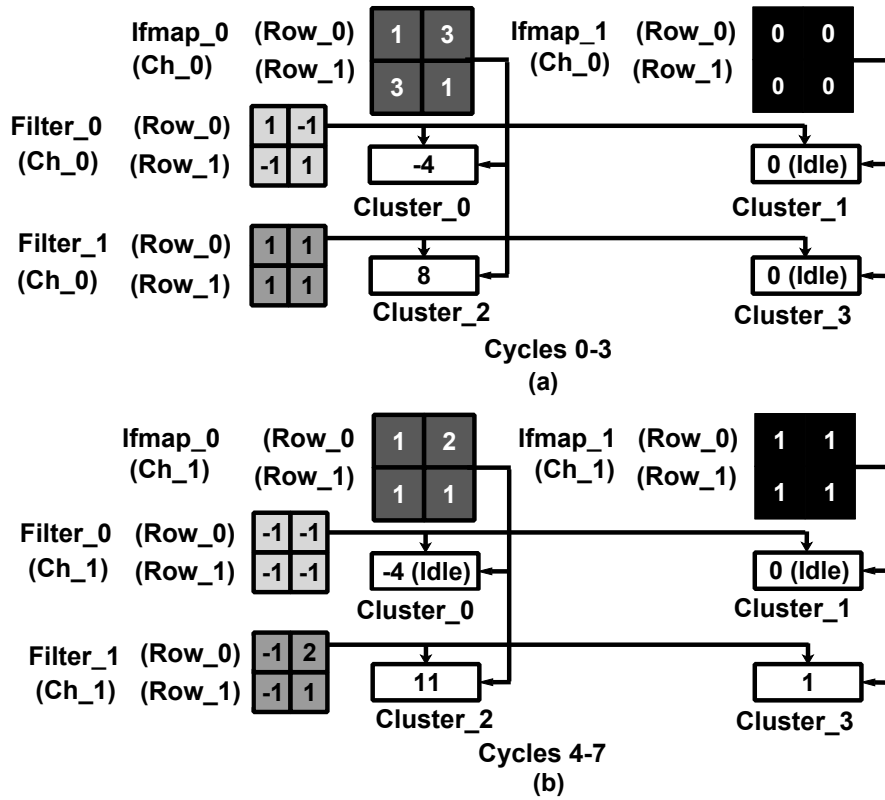 Ifmap_0 (Row_0) 1 3 Ifmap_1 (Row_0) 0 0
(Ch_0) (Row_1) 3 1 (Ch_0) (Row_1) 0 0
Filter_0 (Row_0) 1 -1
(Ch_0) (Row_1) -1 1 -4 0 (Idle)
Cluster_0 Cluster_1
Filter_1 (Row_0) 1 1
(Ch_0) (Row_1) 1 1 8 0 (Idle)
Cluster_2 Cluster_3
Cycles 0-3
(a)
Ifmap_0 (Row_0 1 2 Ifmap_1 (Row_0) 1 1
(Ch_1) (Row_1) 1 1 (Ch_1) (Row_1) 1 1
Filter_0 (Row_0) -1 -1
(Ch_1) (Row_1) -1 -1 -4 (Idle) 0 (Idle)
Cluster_0 Cluster_1
Filter_1 (Row_0) -1 2
(Ch_1) (Row_1) -1 1 11 1
Cluster_2 Cluster_3
Cycles 4-7
(b)